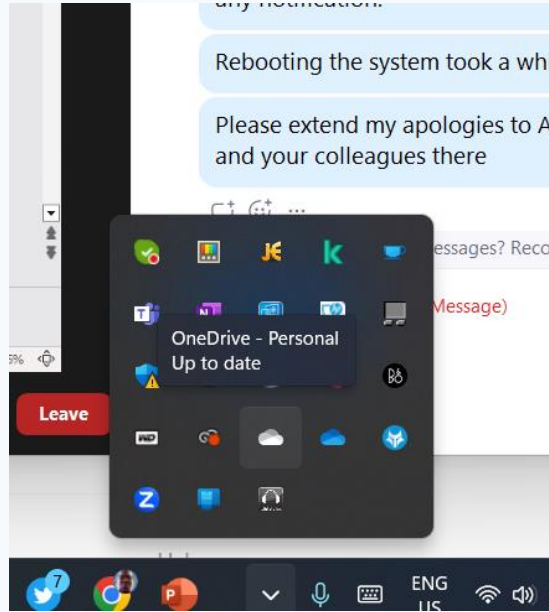 any notification.
Rebooting the system took a wh
Please extend my apologies to A
and your colleagues there
essages? Reco
Message)
OneDrive - Personal
Up to date
5%
Leave
WD
7
ENG
US